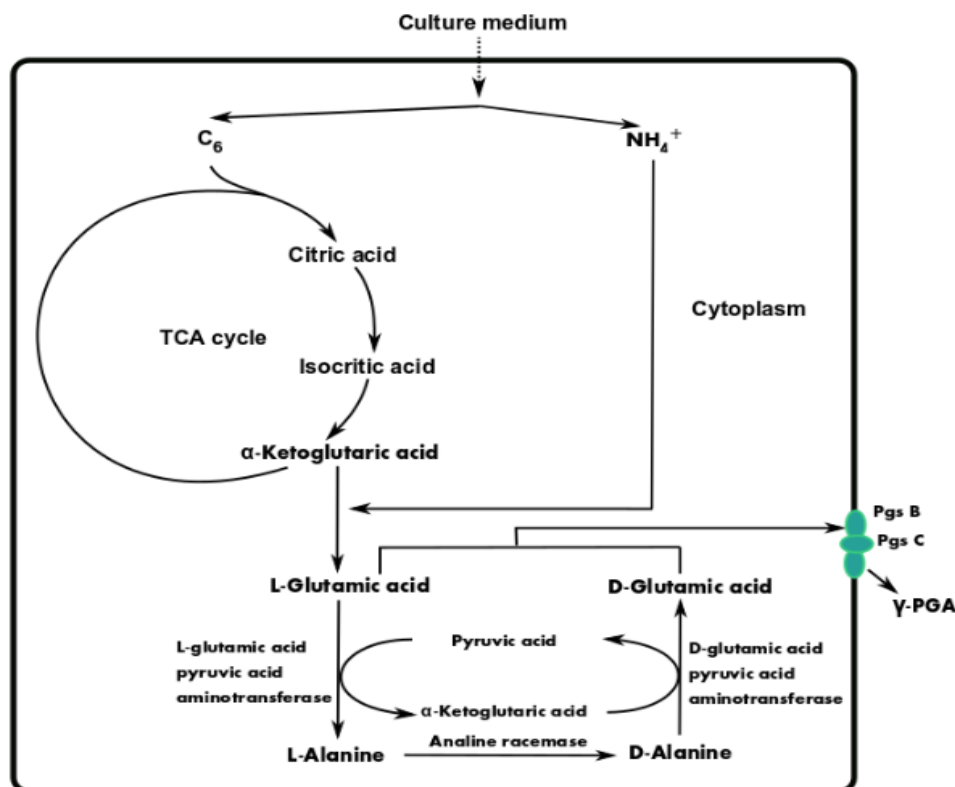 Culture medium
C₆
NH₄⁺
Citric acid
Cytoplasm
TCA cycle
Isocritic acid
α-Ketoglutaric acid
Pgs B
Pgs C
L-Glutamic acid
D-Glutamic acid
γ-PGA
L-glutamic acid
pyruvic acid
aminotransferase
Pyruvic acid
D-glutamic acid
pyruvic acid
aminotransferase
α-Ketoglutaric acid
L-Alanine
Analine racemase
D-Alanine